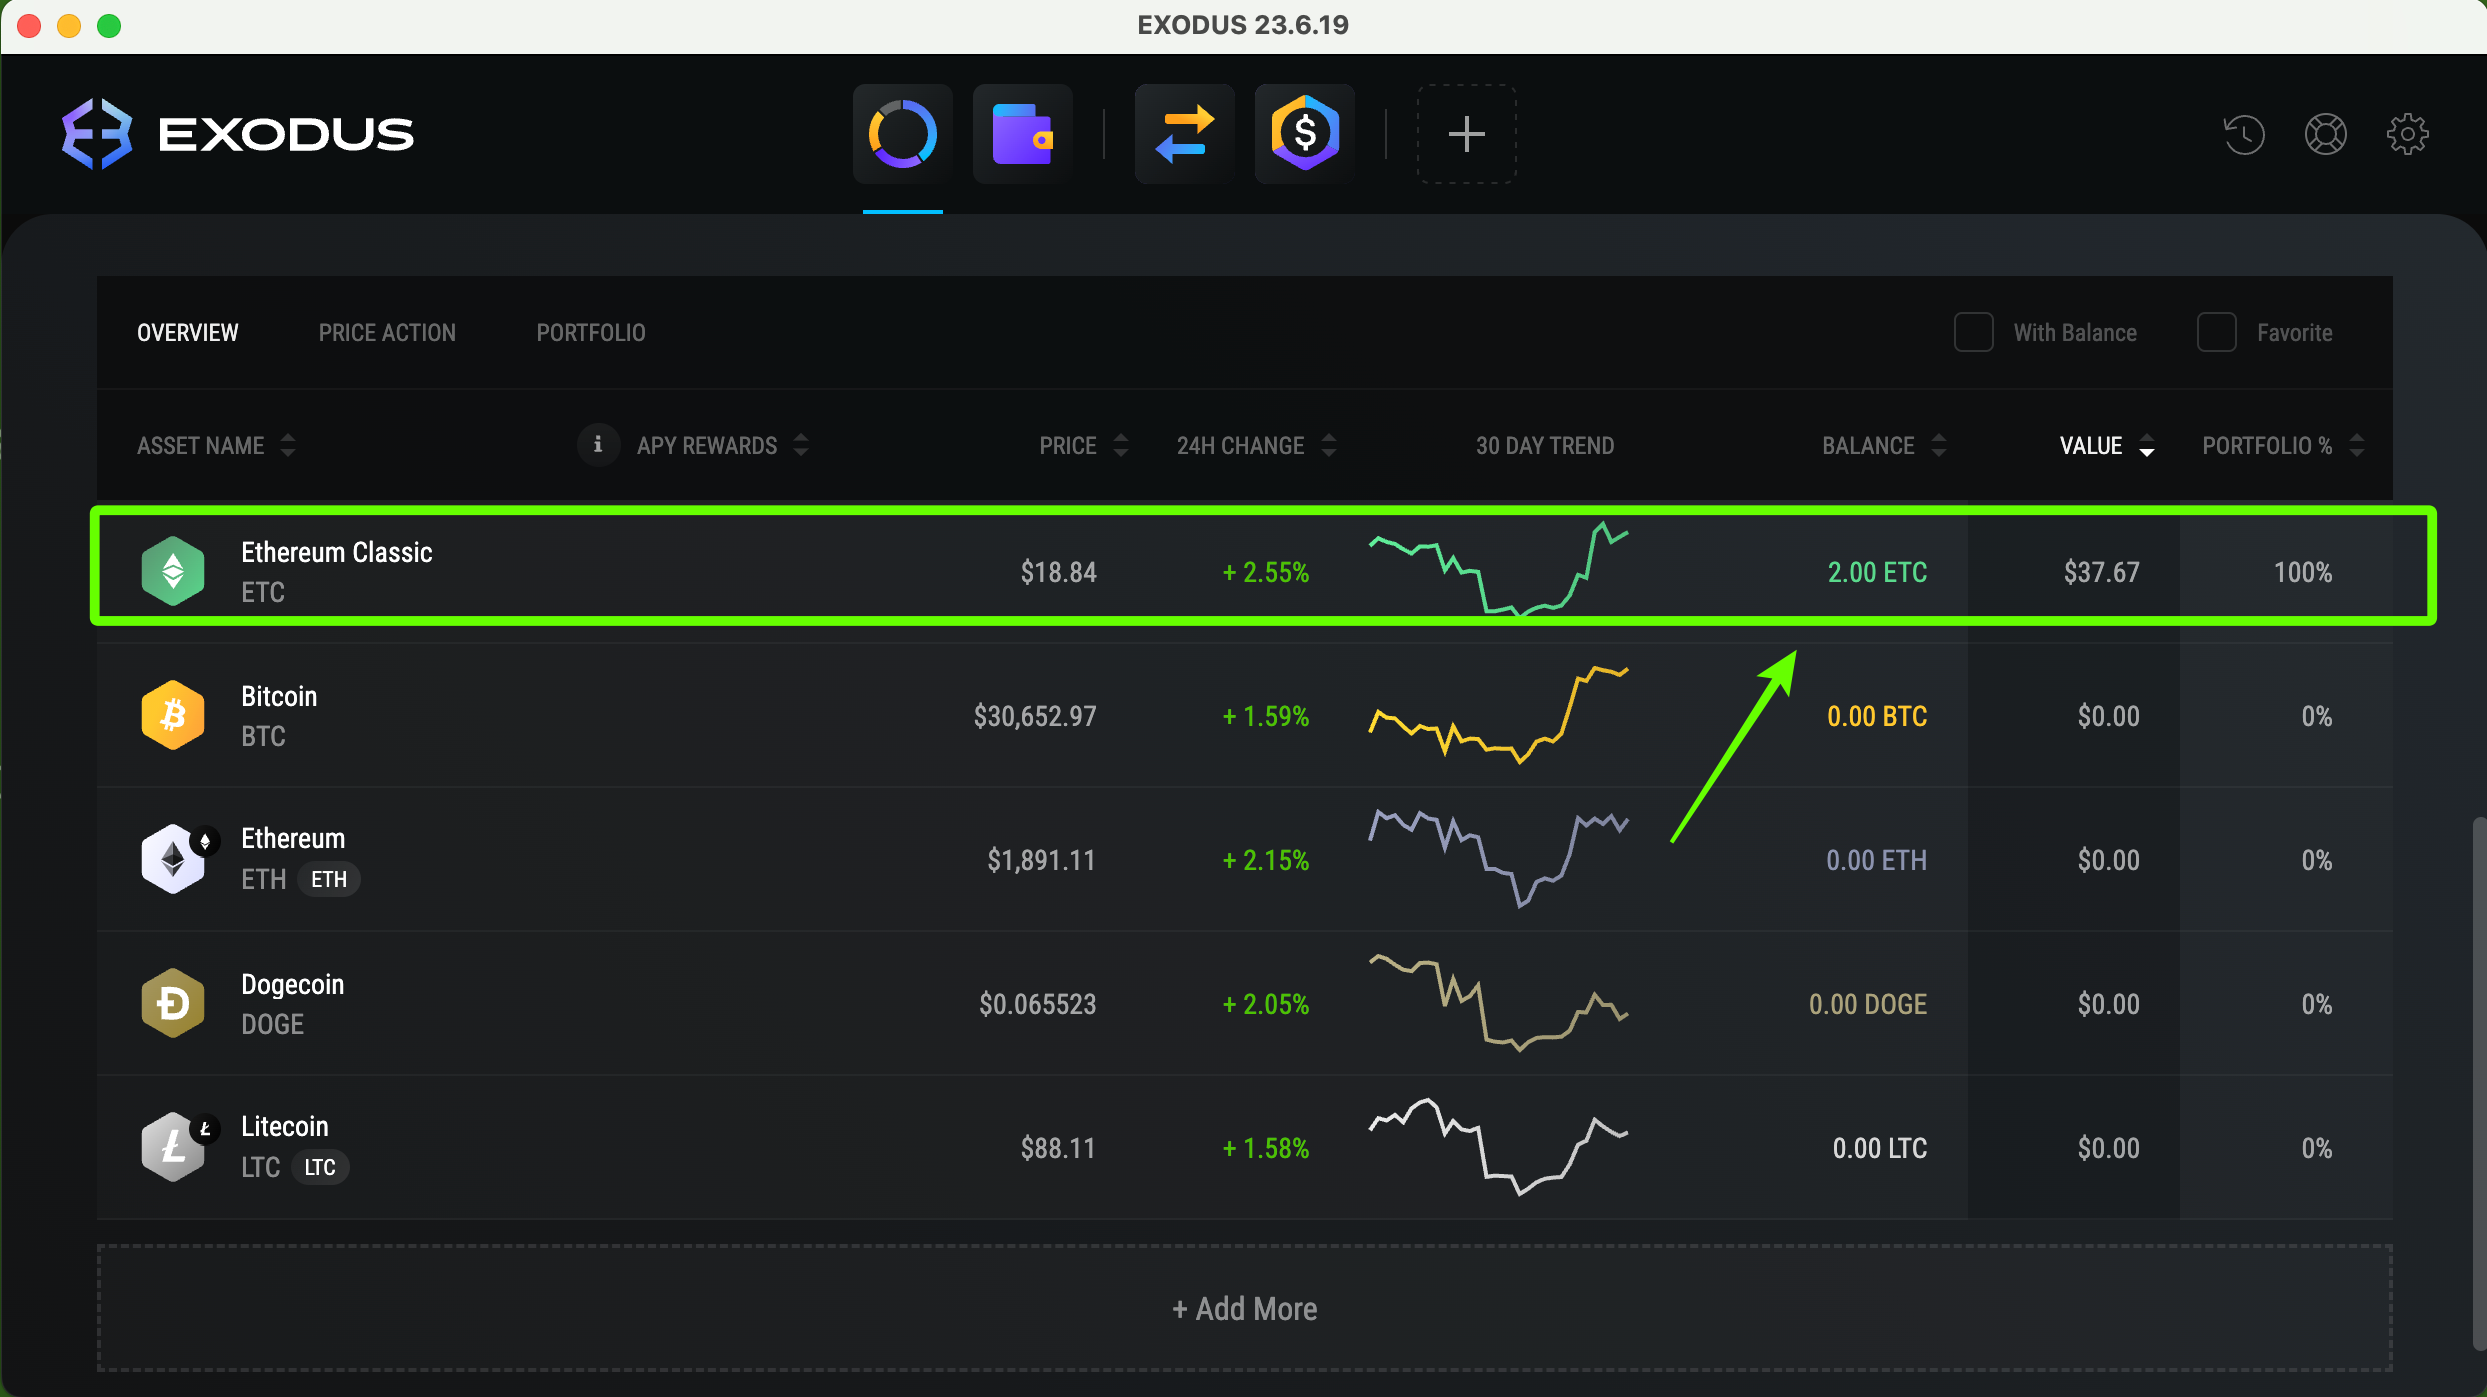 EXODUS 23.6.19
EXODUS
OVERVIEW PRICE ACTION PORTFOLIO With Balance Favorite
ASSET NAME i APY REWARDS PRICE 24H CHANGE 30 DAY TREND BALANCE VALUE PORTFOLIO %
Ethereum Classic
ETC
$18.84 + 2.55% 2.00 ETC $37.67 100%
Bitcoin
BTC
$30,652.97 + 1.59% 0.00 BTC $0.00 0%
Ethereum
ETH ETH
$1,891.11 + 2.15% 0.00 ETH $0.00 0%
Dogecoin
DOGE
$0.065523 + 2.05% 0.00 DOGE $0.00 0%
Litecoin
LTC LTC
$88.11 + 1.58% 0.00 LTC $0.00 0%
+ Add More